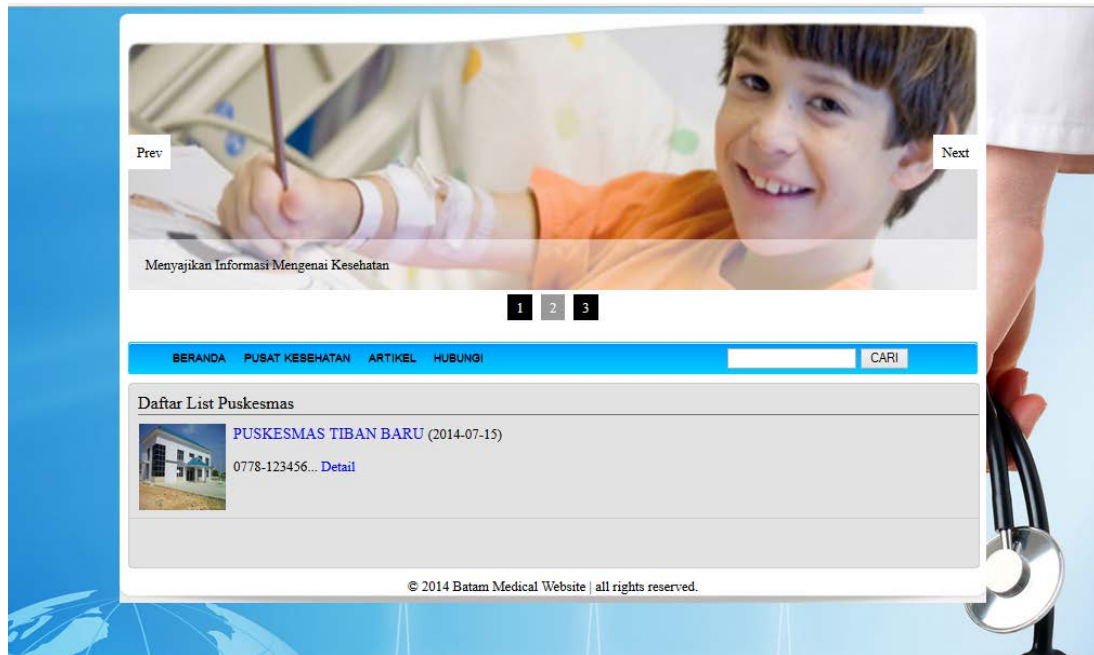 Prev
Next
Menyajikan Informasi Mengenai Kesehatan
1 2 3
BERANDA PUSAT KESEHATAN ARTIKEL HUBUNGI CARI
Daftar List Puskesmas
PUSKESMAS TIBAN BARU (2014-07-15)
0778-123456... Detail
© 2014 Batam Medical Website | all rights reserved.